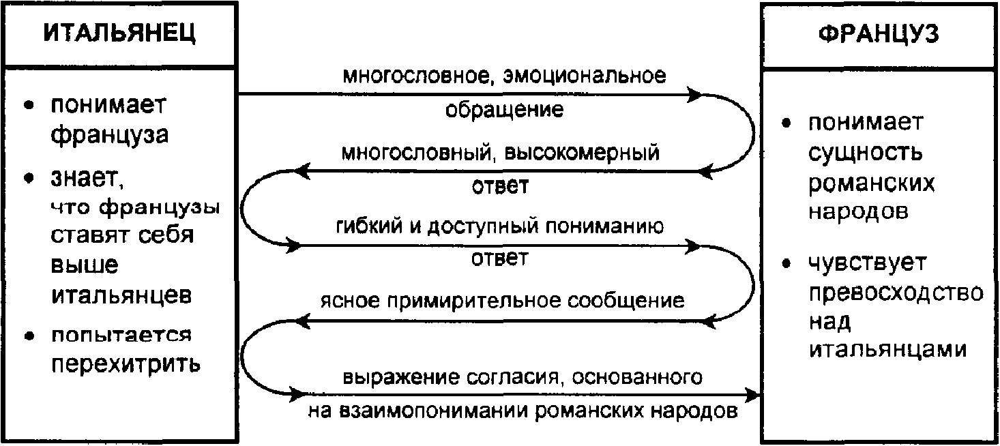 ИТАЛЬЯНЕЦ
• понимает
француза
• знает,
что французы
ставят себя
выше
итальянцев
• попытается
перехитрить
многословное, эмоциональное
обращение
многословный, высокомерный
ответ
гибкий и доступный пониманию
ответ
ясное примирительное сообщение
выражение согласия, основанного
на взаимопонимании романских народов
ФРАНЦУЗ
• понимает
сущность
романских
народов
• чувствует
превосходство
над
итальянцами